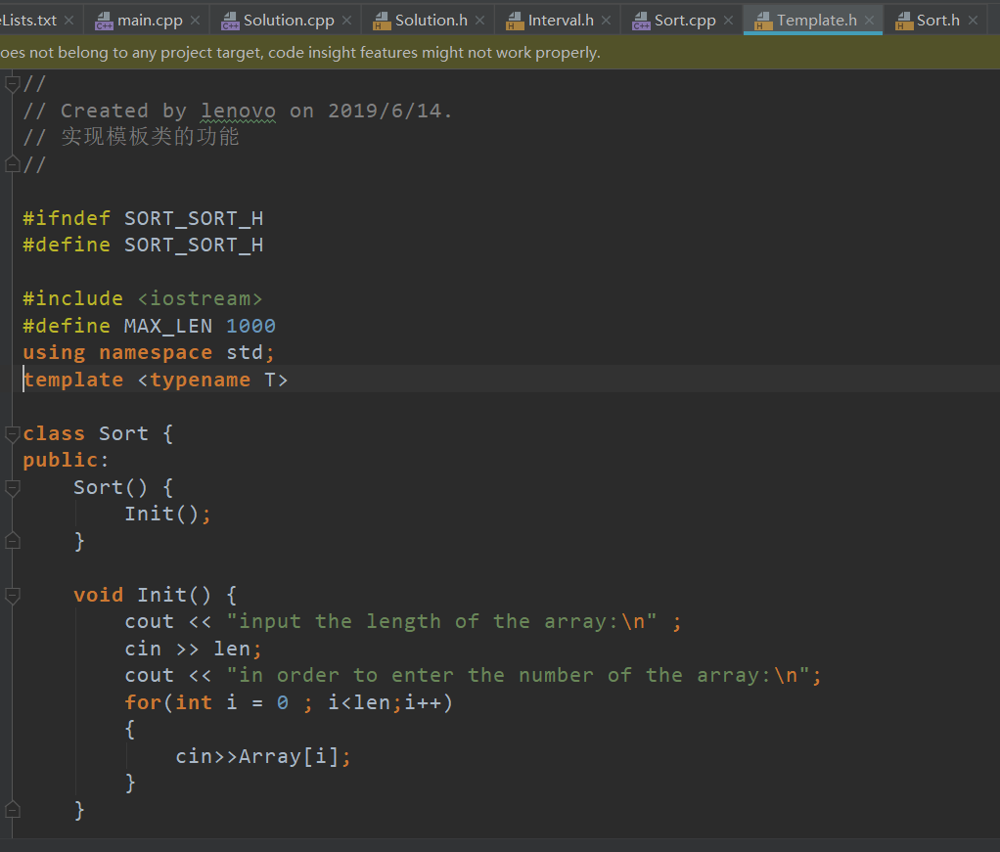 eLists.txt main.cpp Solution.cpp Solution.h Interval.h Sort.cpp Template.h Sort.h
oes not belong to any project target, code insight features might not work properly.
//
// Created by lenovo on 2019/6/14.
// 实现模板类的功能
//
#ifndef SORT_SORT_H
#define SORT_SORT_H
#include <iostream>
#define MAX_LEN 1000
using namespace std;
template <typename T>
class Sort {
public:
Sort() {
Init();
}
void Init() {
cout << "input the length of the array:\n" ;
cin >> len;
cout << "in order to enter the number of the array:\n";
for(int i = 0 ; i<len;i++)
{
cin>>Array[i];
}
}